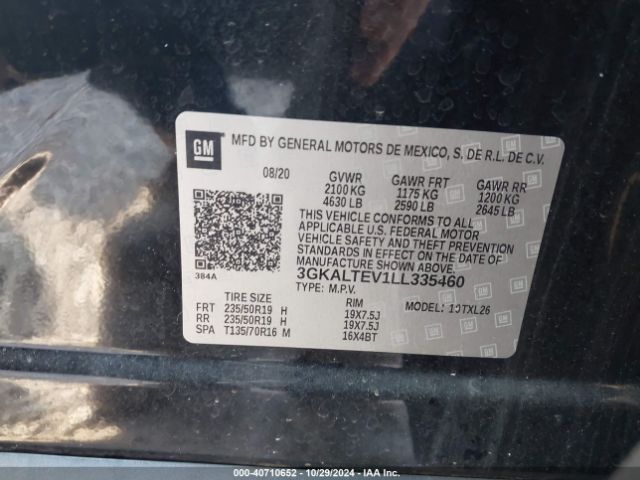 GM
MFD BY GENERAL MOTORS DE MEXICO, S. DE R.L. DE C.V.
08/20 GVWR GAWR FRT GAWR RR
2100 KG 1175 KG 1200 KG
4630 LB 2590 LB 2645 LB
THIS VEHICLE CONFORMS TO ALL
APPLICABLE U.S. FEDERAL MOTOR
VEHICLE SAFETY AND THEFT PREVENTION
STANDARDS IN EFFECT ON THE DATE OF
MANUFACTURE SHOWN ABOVE.
3GKALTEV1LL335460
384A
TYPE: M.P.V.
TIRE SIZE RIM MODEL:
FRT 235/50R19 H 19X7.5J
RR 235/50R19 H 19X7.5J
SPA T135/70R16 M 16X4BT
000-40710652 - 10/29/2024 - IAA Inc.